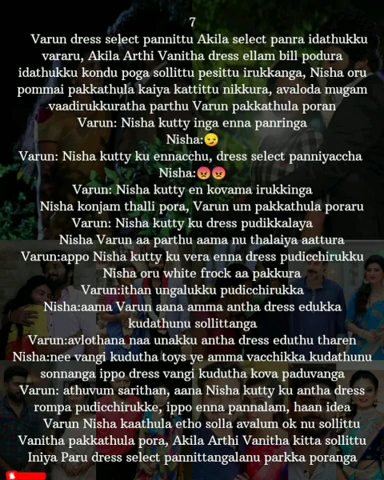 7
Varun dress select pannittu Akila select panra idathukku
vararu, Akila Arthi Vanitha dress ellam bill podura
idathukku kondu poga sollittu pesittu irukkanga, Nisha oru
pommai pakkathula kaiya kattittu nikkura, avaloda mugam
vaadirukkuratha parthu Varun pakkathula poran
Varun: Nisha kutty inga enna panringa
Nisha:😏
Varun: Nisha kutty ku ennacchu, dress select panniyaccha
Nisha:😡😡
Varun: Nisha kutty en kovama irukkinga
Nisha konjam thalli pora, Varun um pakkathula poraru
Varun: Nisha kutty ku dress pudikkalaya
Nisha Varun aa parthu aama nu thalaiya aattura
Varun:appo Nisha kutty ku vera enna dress pudicchirukku
Nisha oru white frock aa pakkura
Varun:ithan ungalukku pudicchirukka
Nisha:aama Varun aana amma antha dress edukka
kudathunu sollittanga
Varun:avlothana naa unakku antha dress eduthu tharen
Nisha:nee vangi kudutha toys ye amma vacchikka kudathunu
sonnanga ippo dress vangi kudutha kova paduvanga
Varun: athuvum sarithan, aana Nisha kutty ku antha dress
rompa pudicchirukke, ippo enna pannalam, haan idea
Varun Nisha kaathula etho solla avalum ok nu sollittu
Vanitha pakkathula pora, Akila Arthi Vanitha kitta sollittu
Iniya Paru dress select pannittangalanu parkka poranga